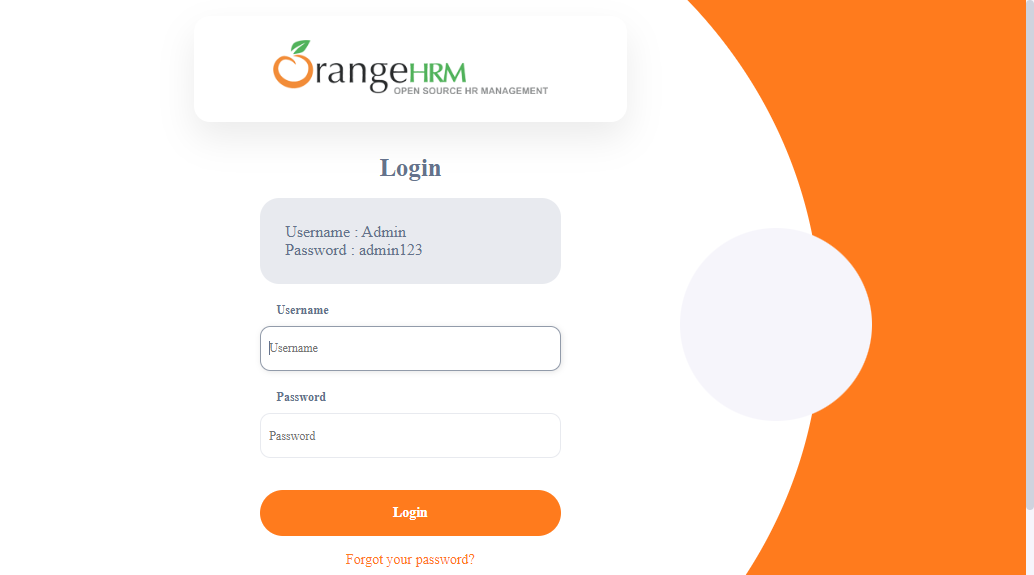 OrangeHRM
OPEN SOURCE HR MANAGEMENT
Login
Username : Admin
Password : admin123
Username
Username
Password
Password
Login
Forgot your password?